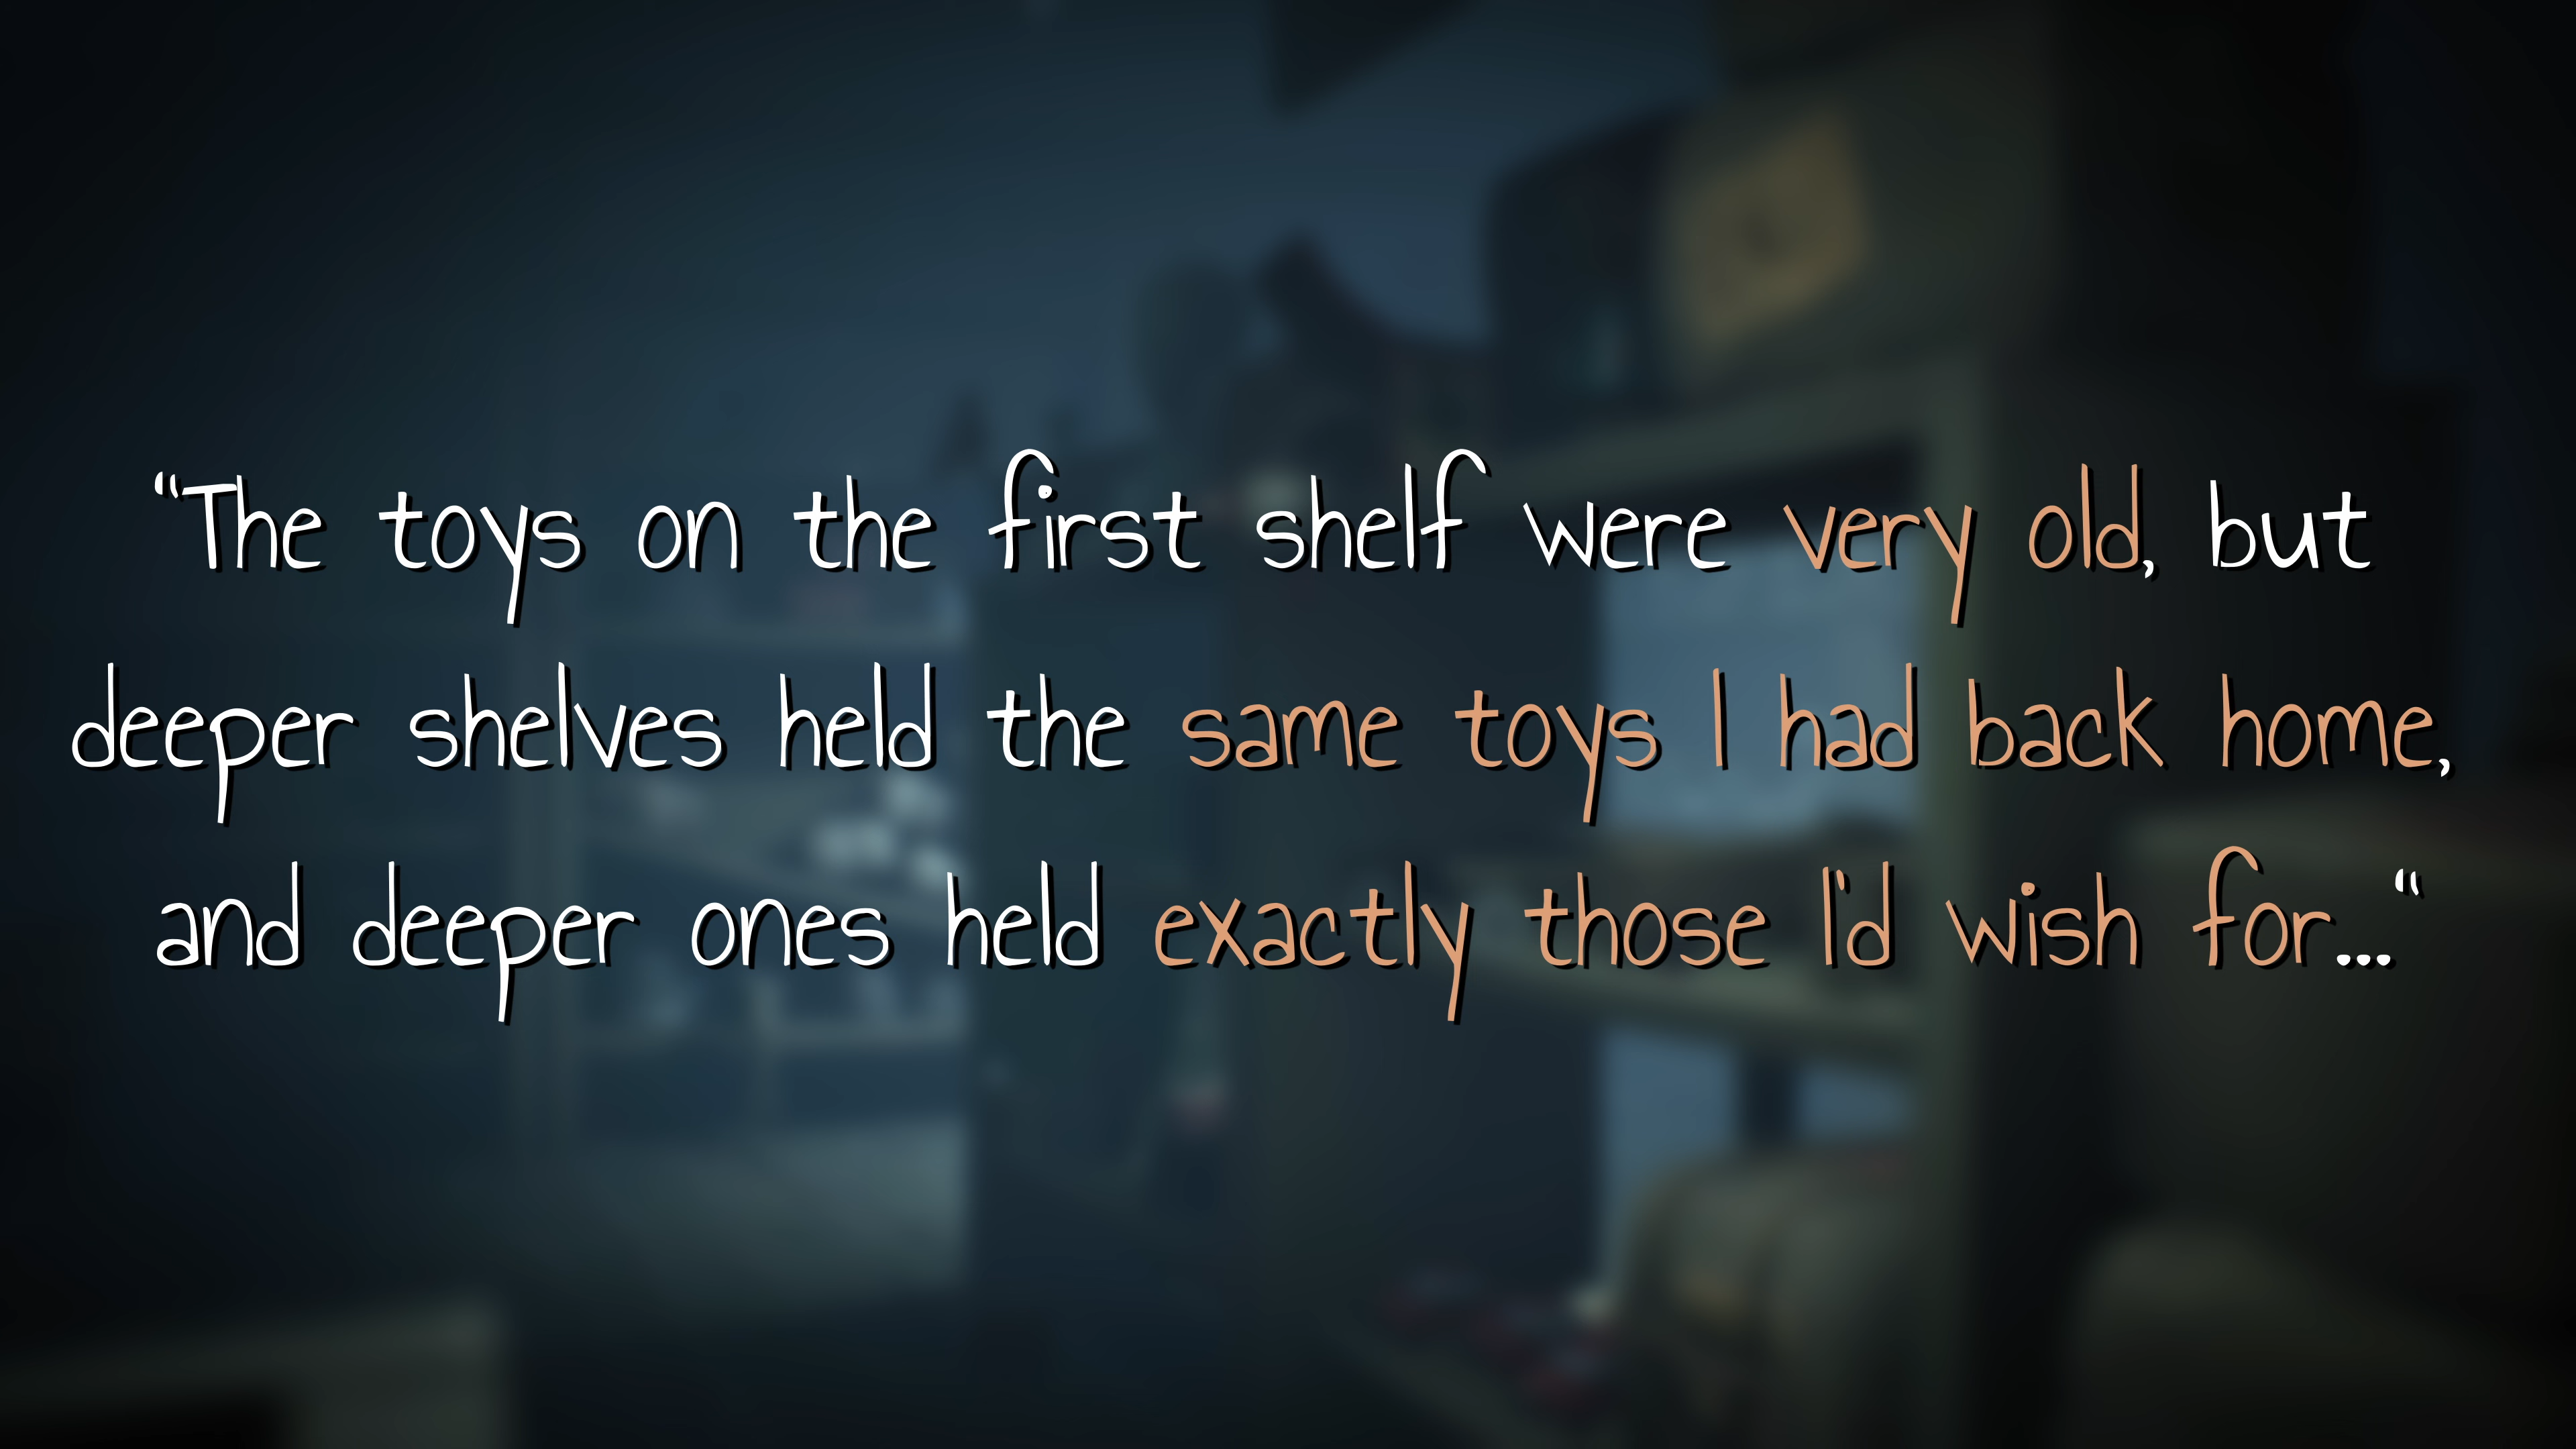 “The toys on the first shelf were very old, but
deeper shelves held the same toys I had back home,
and deeper ones held exactly those I'd wish for...“